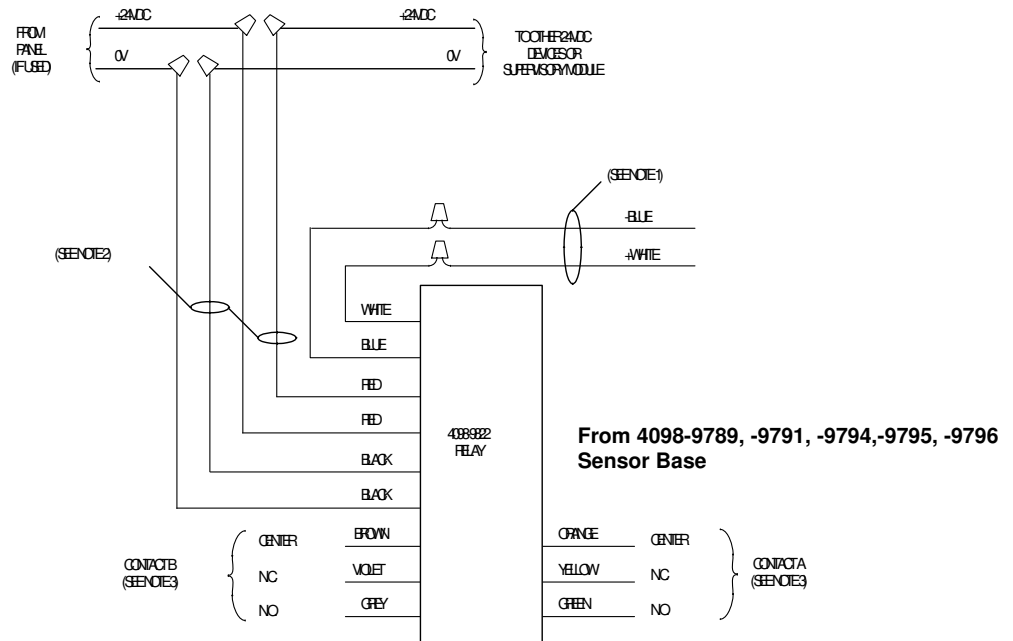 +24VDC
+24VDC
FROM
PANEL
(IF USED)
0V
0V
TO OTHER 24VDC
DEVICES OR
SUPERVISORY MODULE
(SEE NOTE 1)
-BLUE
+WHITE
(SEE NOTE 2)
WHITE
BLUE
RED
RED
4098-9822
RELAY
BLACK
BLACK
From 4098-9789, -9791, -9794,-9795, -9796
Sensor Base
CONTACT B
(SEE NOTE 3)
CENTER
NC
NO
BROWN
VIOLET
GREY
ORANGE
YELLOW
GREEN
CENTER
NC
NO
CONTACT A
(SEE NOTE 3)